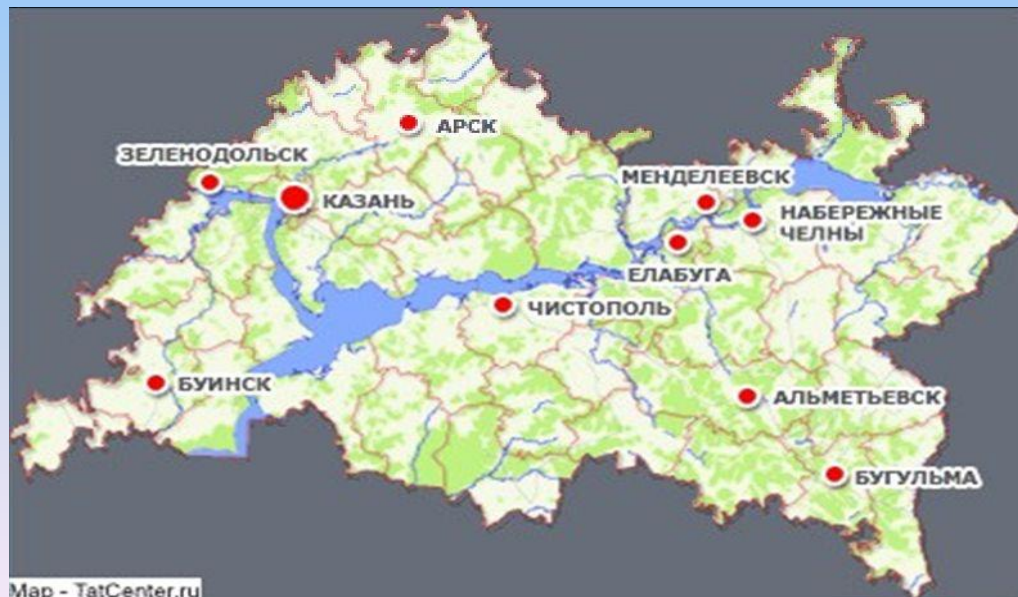 АРСК
ЗЕЛЕНОДОЛЬСК
МЕНДЕЛЕЕВСК
КАЗАНЬ
НАБЕРЕЖНЫЕ
ЧЕЛНЫ
ЕЛАБУГА
ЧИСТОПОЛЬ
БУИНСК
АЛЬМЕТЬЕВСК
БУГУЛЬМА
Map - TatCenter.ru